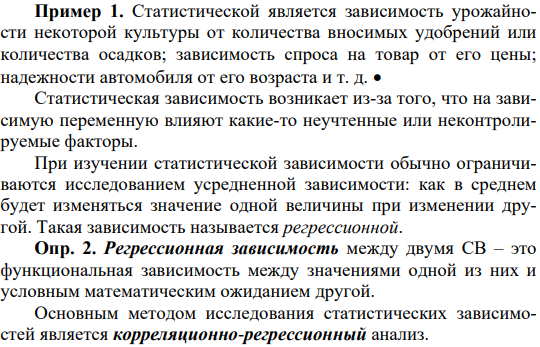 Пример 1. Статистической является зависимость урожайно-
сти некоторой культуры от количества вносимых удобрений или
количества осадков; зависимость спроса на товар от его цены;
надежности автомобиля от его возраста и т. д. ●
Статистическая зависимость возникает из-за того, что на зави-
симую переменную влияют какие-то неучтенные или неконтроли-
руемые факторы.
При изучении статистической зависимости обычно ограничи-
ваются исследованием усредненной зависимости: как в среднем
будет изменяться значение одной величины при изменении дру-
гой. Такая зависимость называется регрессионной.
Опр. 2. Регрессионная зависимость между двумя СВ – это
функциональная зависимость между значениями одной из них и
условным математическим ожиданием другой.
Основным методом исследования статистических зависимо-
стей является корреляционно-регрессионный анализ.